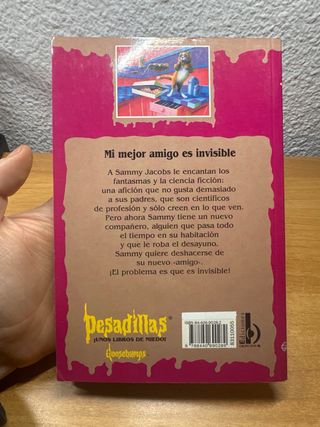 Mi mejor amigo es invisible
A Sammy Jacobs le encantan los
fantasmas y la ciencia ficción:
una afición que no gusta demasiado
a sus padres, que son científicos
de profesión y sólo creen en lo que ven.
Pero ahora Sammy tiene un nuevo
compañero, alguien que pasa todo
el tiempo en su habitación
y que le roba el desayuno.
Sammy quiere deshacerse de
su nuevo «amigo».
¡El problema es que es invisible!
Pesadillas
¡UNOS LIBROS DE MIEDO!
Goosebumps